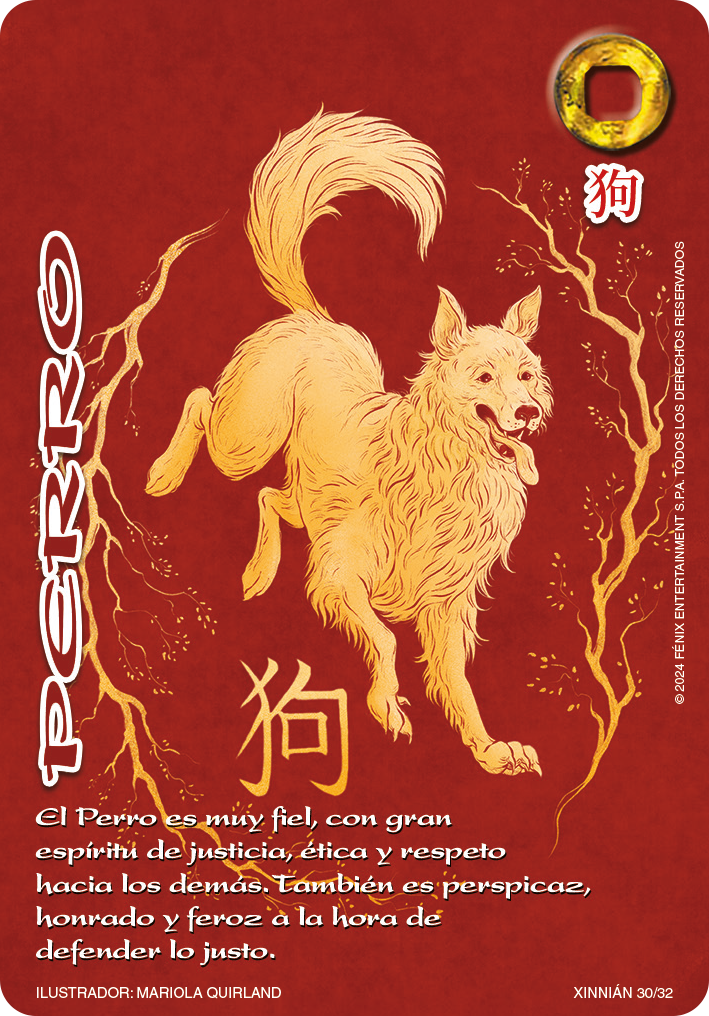 狗
PERRO
© 2024 FÉNIX ENTERTAINMENT S.P.A. TODOS LOS DERECHOS RESERVADOS
狗
El Perro es muy fiel, con gran
espíritu de justicia, ética y respeto
hacia los demás. También es perspicaz,
honrado y feroz a la hora de
defender lo justo.
ILUSTRADOR: MARIOLA QUIRLAND
XINNIÁN 30/32